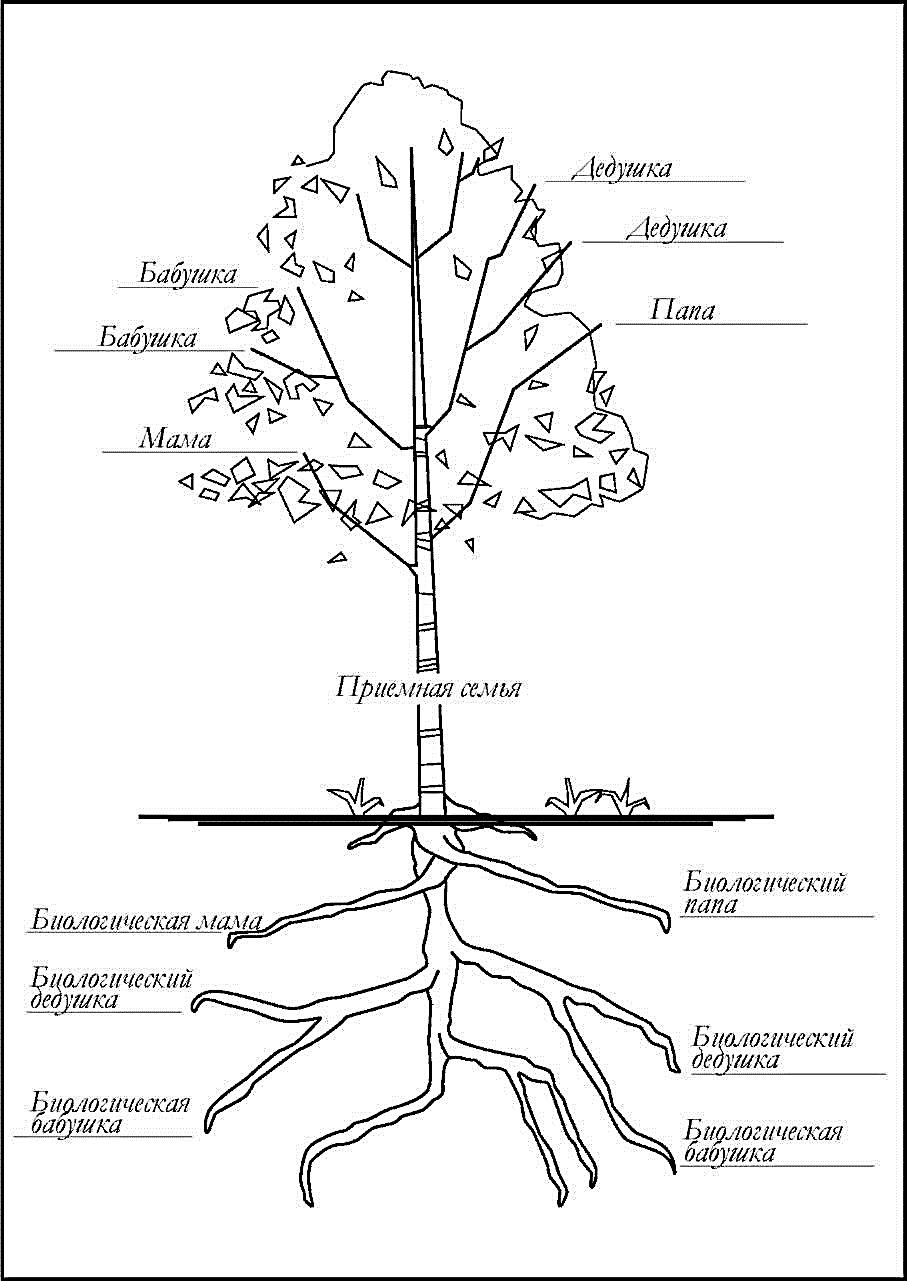 Дедушка
Дедушка
Бабушка
Папа
Бабушка
Мама
Приемная семья
Биологический
папа
Биологическая мама
Биологический
дедушка
Биологический
дедушка
Биологическая
бабушка
Биологическая
бабушка